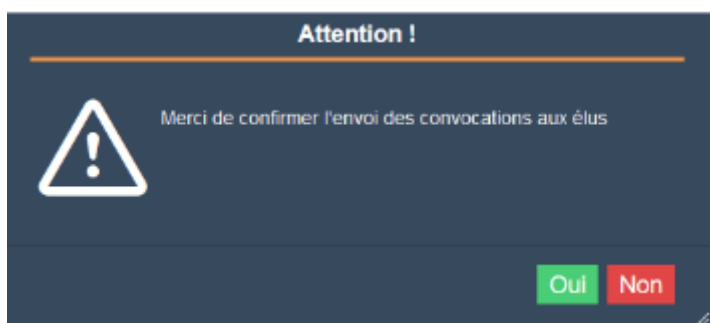 Attention !
Merci de confirmer l'envoi des convocations aux élus
Oui Non